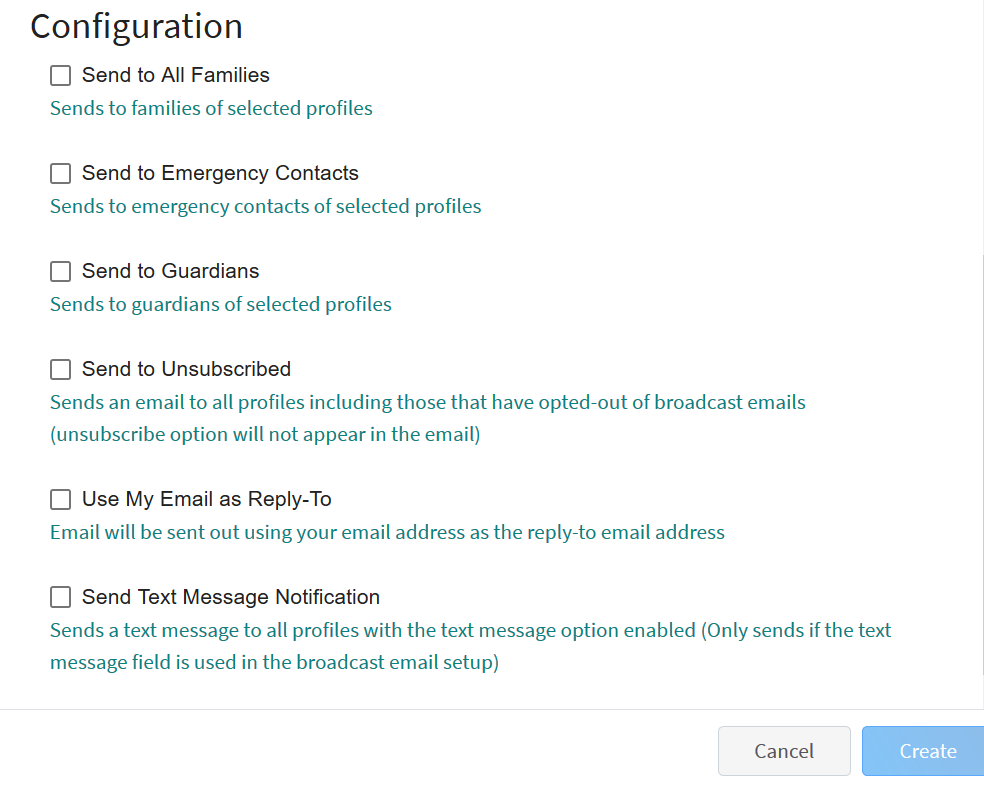 Configuration
Send to All Families
Sends to families of selected profiles
Send to Emergency Contacts
Sends to emergency contacts of selected profiles
Send to Guardians
Sends to guardians of selected profiles
Send to Unsubscribed
Sends an email to all profiles including those that have opted-out of broadcast emails
(unsubscribe option will not appear in the email)
Use My Email as Reply-To
Email will be sent out using your email address as the reply-to email address
Send Text Message Notification
Sends a text message to all profiles with the text message option enabled (Only sends if the text
message field is used in the broadcast email setup)
Cancel
Create